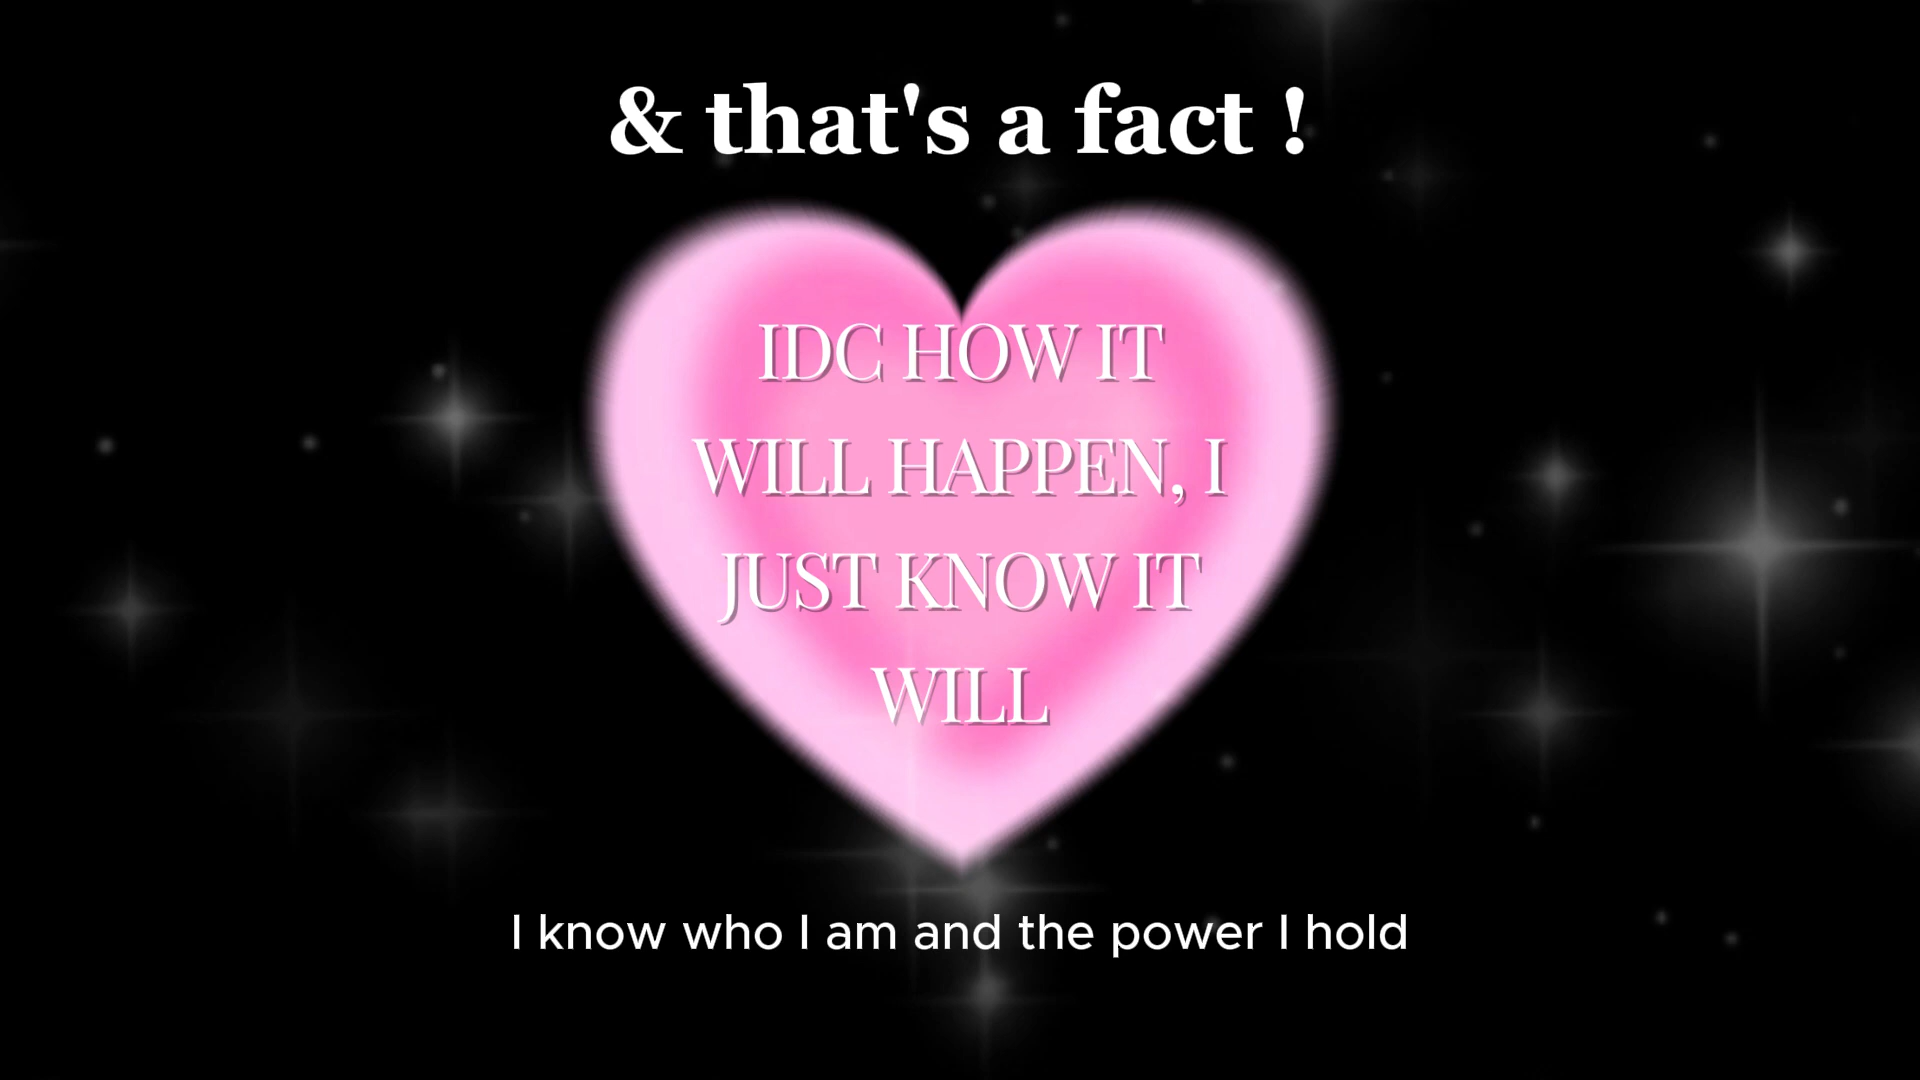 & that's a fact !
IDC HOW IT
WILL HAPPEN, I
JUST KNOW IT
WILL
I know who I am and the power I hold